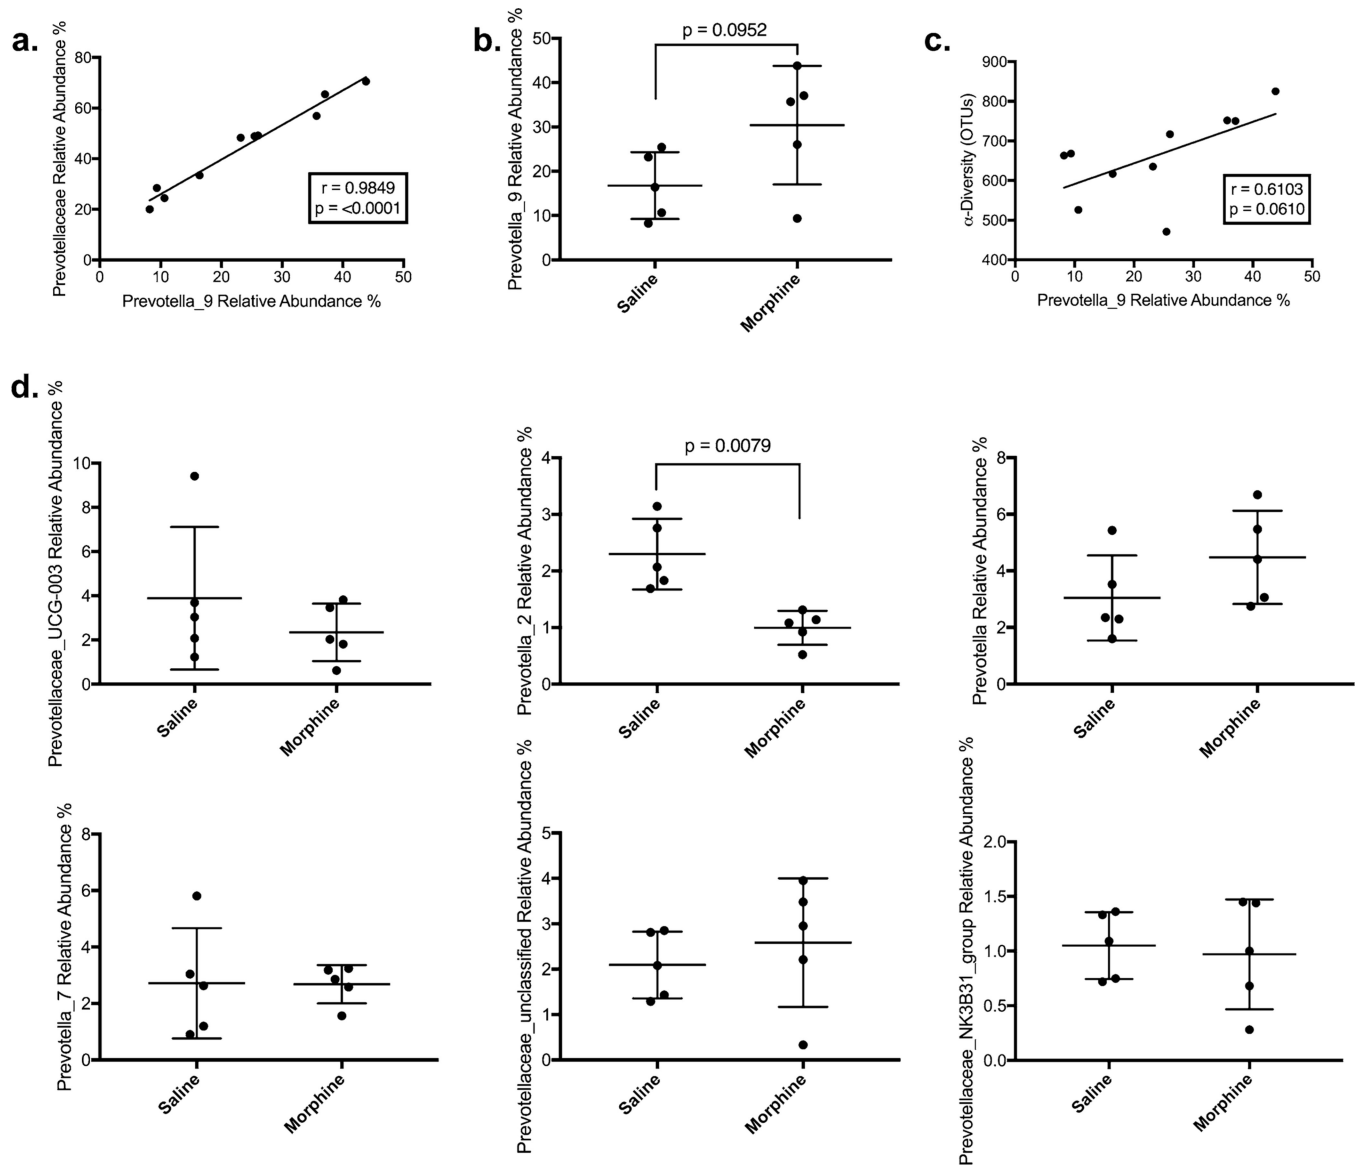 a.
Prevotellaceae Relative Abundance %
80
60
40
20
0
0 10 20 30 40 50
Prevotella_9 Relative Abundance %
r = 0.9849
p = <0.0001
b.
Prevotella_9 Relative Abundance %
50
40
30
20
10
0
p = 0.0952
Saline
Morphine
c.
α-Diversity (OTUs)
900
800
700
600
500
400
0 10 20 30 40 50
Prevotella_9 Relative Abundance %
r = 0.6103
p = 0.0610
d.
Prevotellaceae_UCG-003 Relative Abundance %
10
8
6
4
2
0
Saline
Morphine
Prevotella_2 Relative Abundance %
4
3
2
1
0
p = 0.0079
Saline
Morphine
Prevotella Relative Abundance %
8
6
4
2
0
Saline
Morphine
Prevotella_7 Relative Abundance %
8
6
4
2
0
Saline
Morphine
Prevotellaceae_unclassified Relative Abundance %
5
4
3
2
1
0
Saline
Morphine
Prevotellaceae_NK3B31_group Relative Abundance %
2.0
1.5
1.0
0.5
0.0
Saline
Morphine